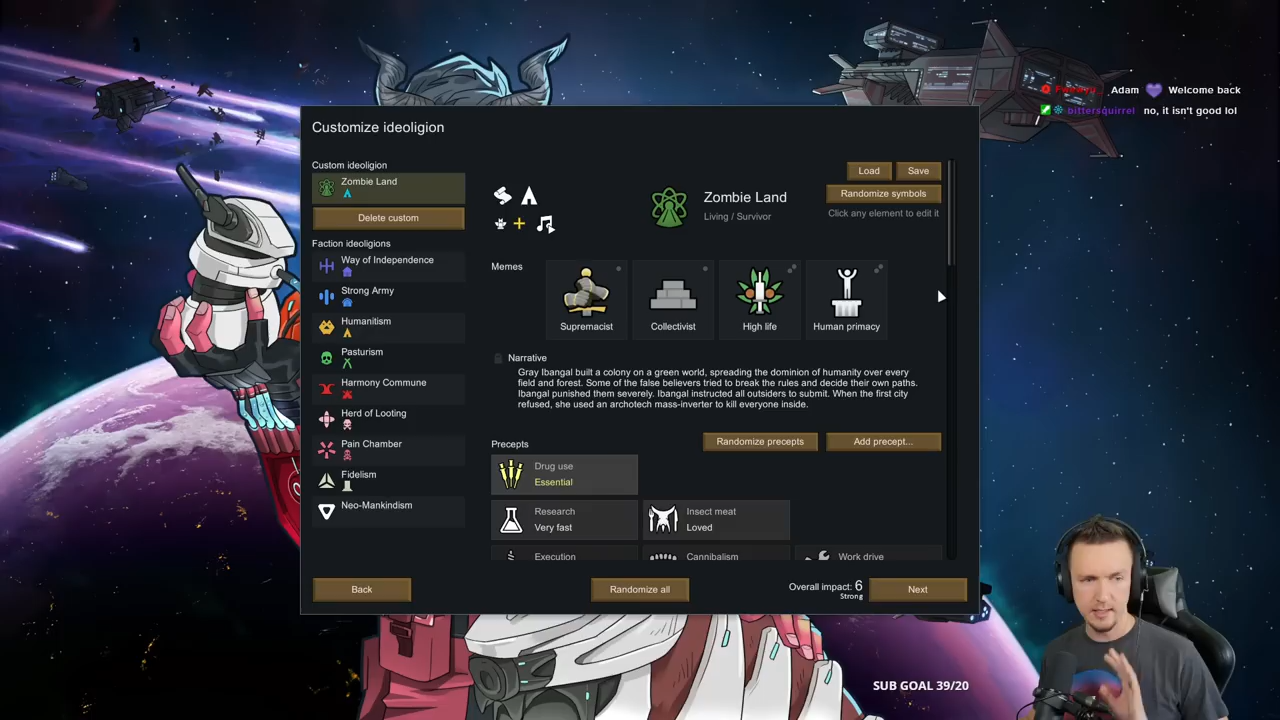 Customize ideoligion
Adam Welcome back
bittersquirrel no, it isn't good lol
Custom ideoligion
Zombie Land
Delete custom
Faction ideoligions
Way of Independence
Strong Army
Humanitism
Pasturism
Harmony Commune
Herd of Looting
Pain Chamber
Fidelism
Neo-Mankindism
Load Save
Zombie Land
Randomize symbols
Living / Survivor
Click any element to edit it
Memes
Supremacist Collectivist High life Human primacy
Narrative
Gray Ibangal built a colony on a green world, spreading the dominion of humanity over every
field and forest. Some of the false believers tried to break the rules and decide their own paths.
Ibangal punished them severely. Ibangal instructed all outsiders to submit. When the first city
refused, she used an archotech mass-inverter to kill everyone inside.
Precepts Randomize precepts Add precept...
Drug use
Essential
Research Insect meat
Very fast Loved
Execution Cannibalism Work drive
Back Randomize all Overall impact: 6 Next
Strong
SUB GOAL 39/20